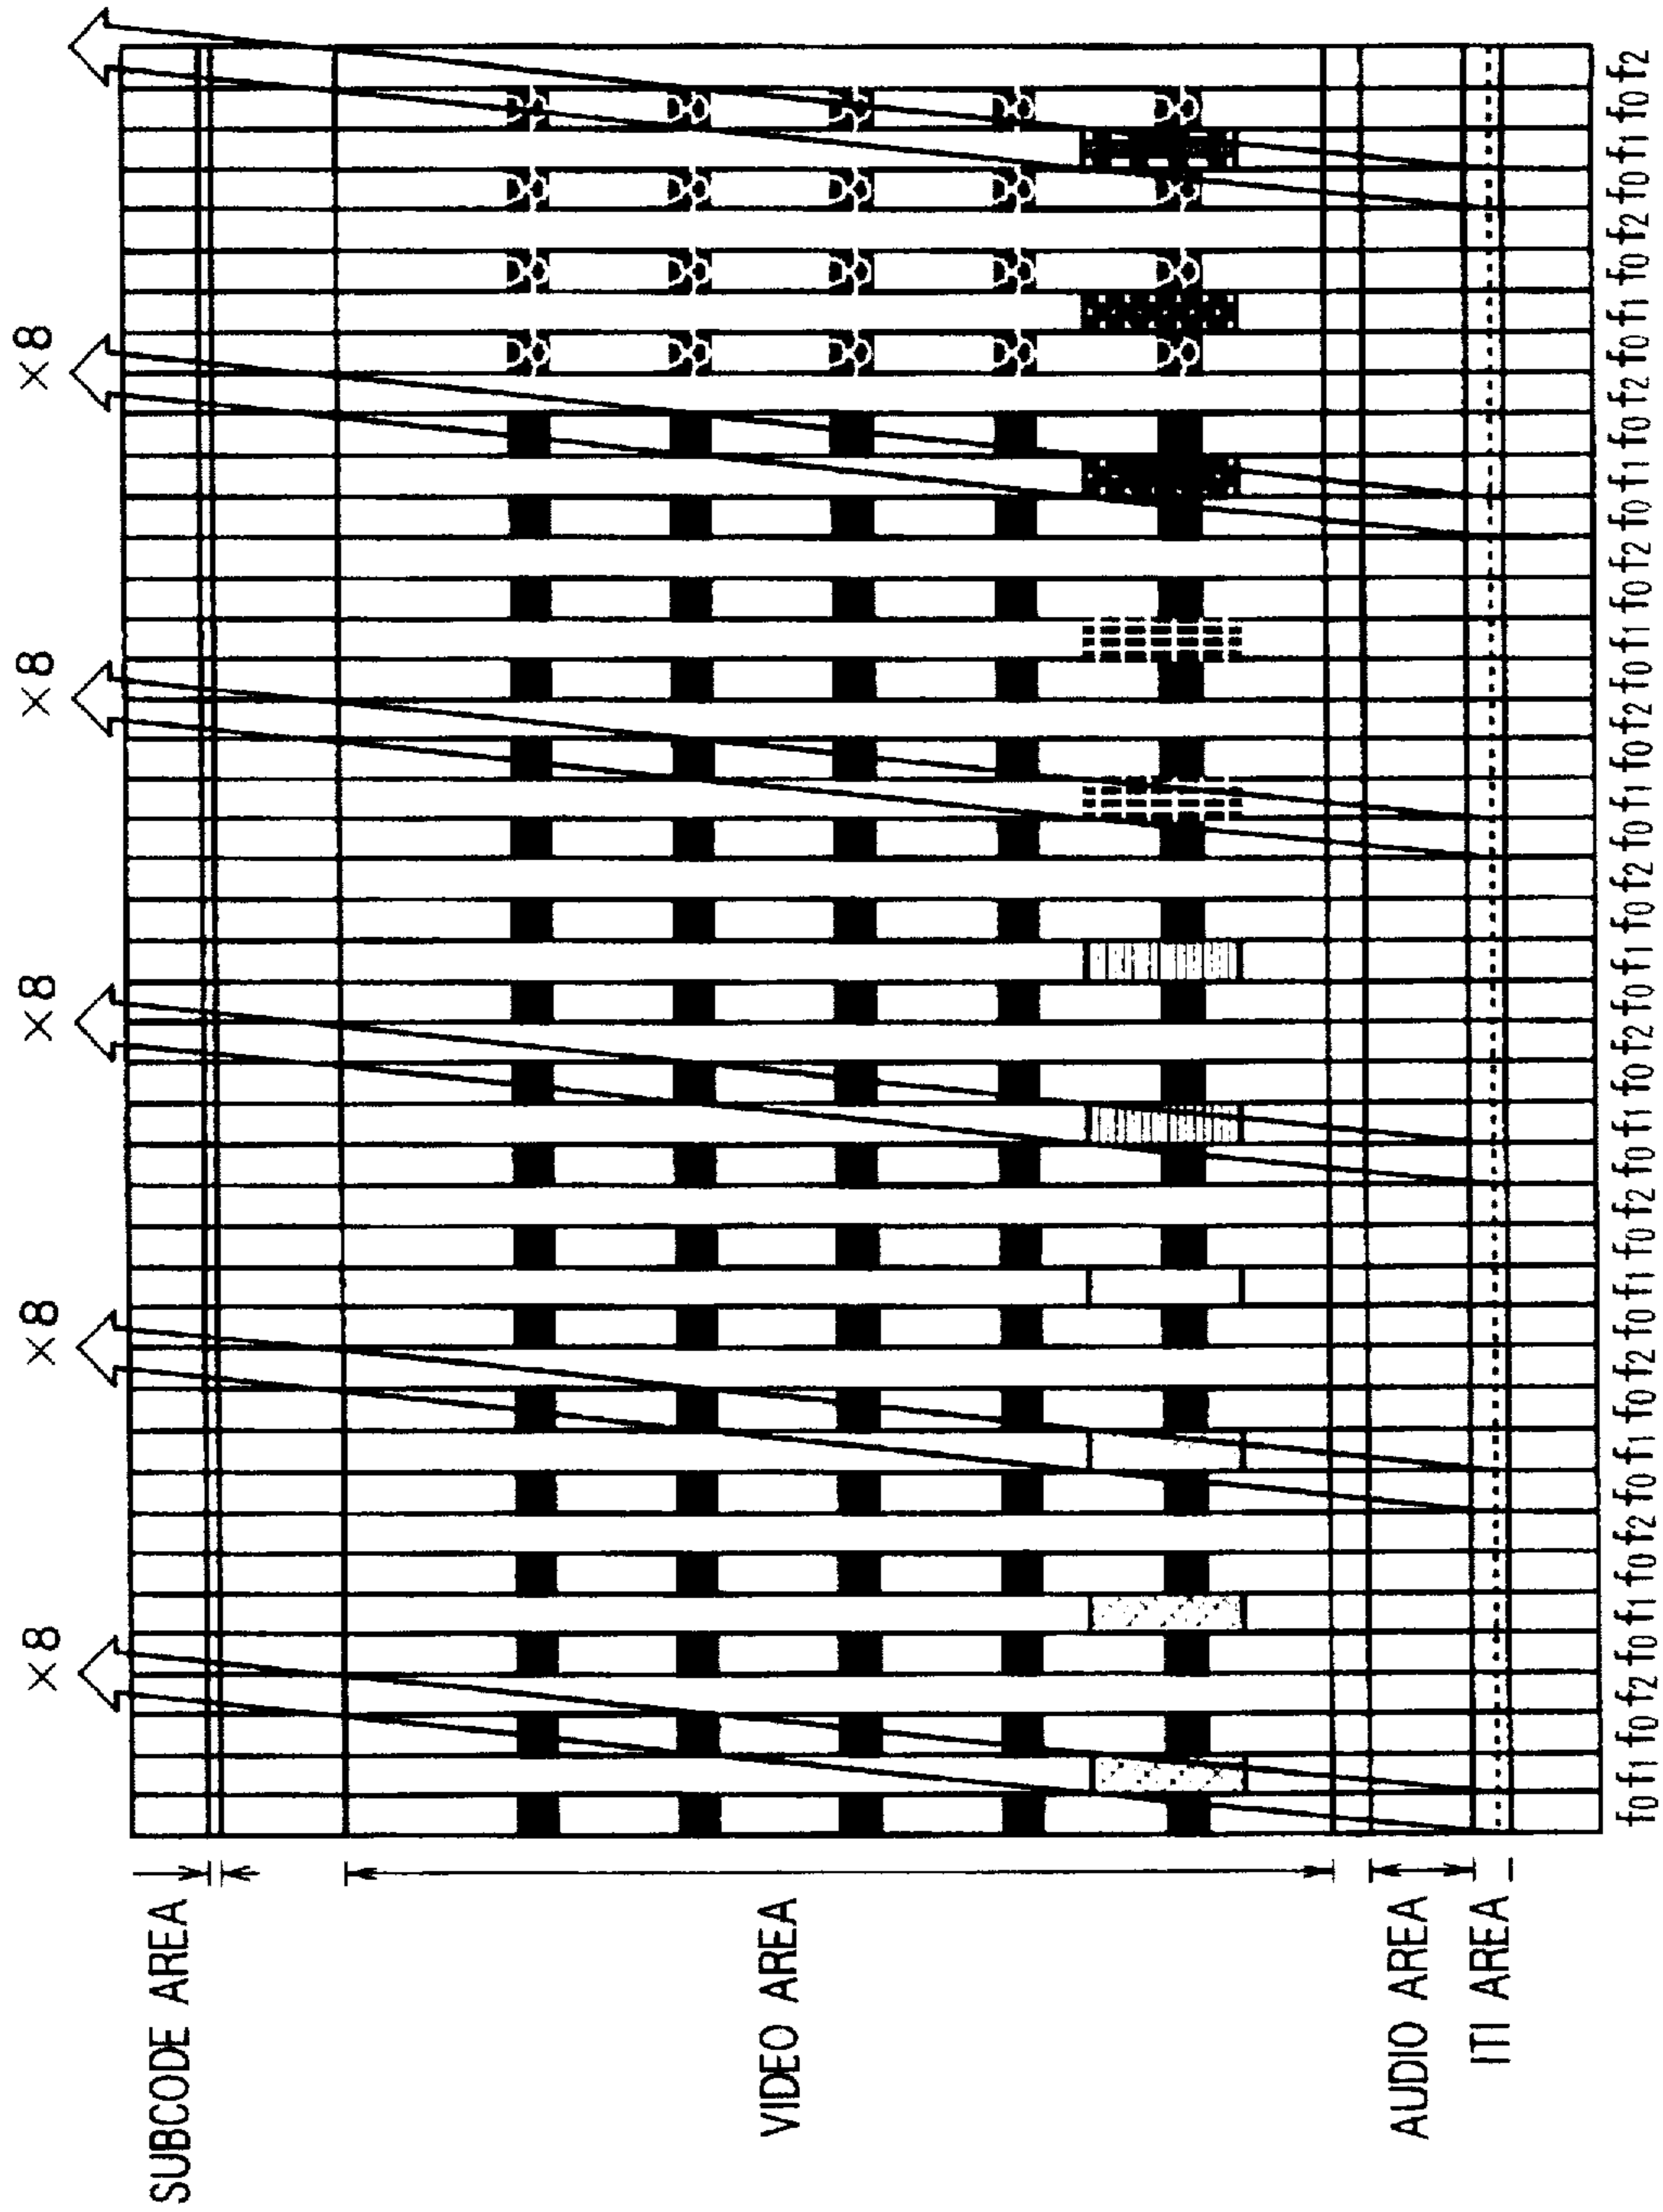 ×8 ×8 ×8 ×8 ×8
SUBCODE AREA
VIDEO AREA
AUDIO AREA
ITI AREA
f0 f1 f0 f2 f0 f1 f0 f2 f0 f1 f0 f2 f0 f1 f0 f2 f0 f1 f0 f2 f0 f1 f0 f2 f0 f1 f0 f2 f0 f1 f0 f2 f0 f1 f0 f2 f0 f1 f0 f2 f0 f1 f0 f2